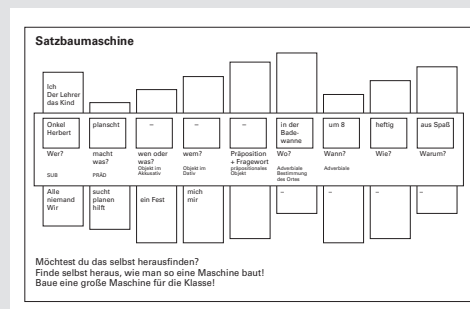 Satzbaumaschine
Ich
Der Lehrer
das Kind
Onkel
Herbert
planscht
–
–
–
in der
Bade-
wanne
um 8
heftig
aus Spaß
Wer?
macht
was?
wen oder
was?
wem?
Präposition
+ Fragewort
Wo?
Wann?
Wie?
Warum?
SUB
PRÄD
Objekt im
Akkusativ
Objekt im
Dativ
präpositionales
Objekt
Adverbiale
Bestimmung
des Ortes
Adverbiale
Alle
niemand
Wir
sucht
planen
hilft
ein Fest
mich
mir
–
–
–
–
Möchtest du das selbst herausfinden?
Finde selbst heraus, wie man so eine Maschine baut!
Baue eine große Maschine für die Klasse!